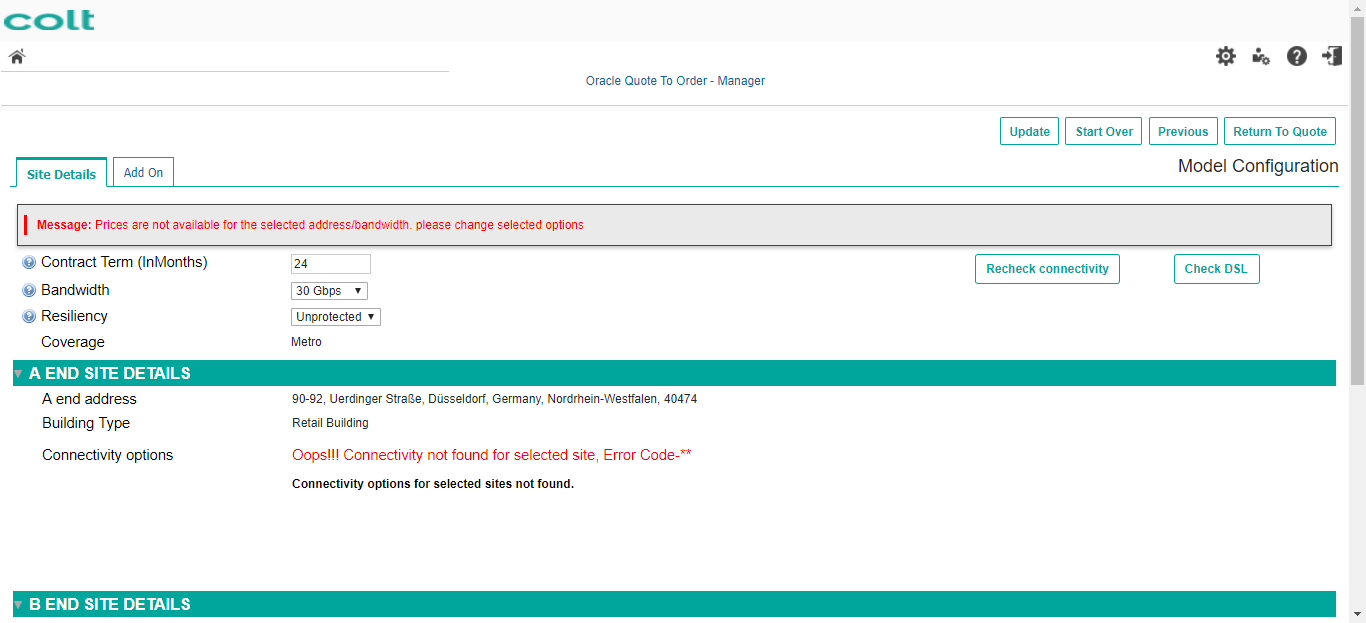 colt
Oracle Quote To Order - Manager
Update Start Over Previous Return To Quote
Site Details Add On Model Configuration
Message: Prices are not available for the selected address/bandwidth. please change selected options
Contract Term (InMonths) 24 Recheck connectivity Check DSL
Bandwidth 30 Gbps
Resiliency Unprotected
Coverage Metro
A END SITE DETAILS
A end address 90-92, Uerdinger Straße, Düsseldorf, Germany, Nordrhein-Westfalen, 40474
Building Type Retail Building
Connectivity options Oops!!! Connectivity not found for selected site, Error Code-**
Connectivity options for selected sites not found.
B END SITE DETAILS